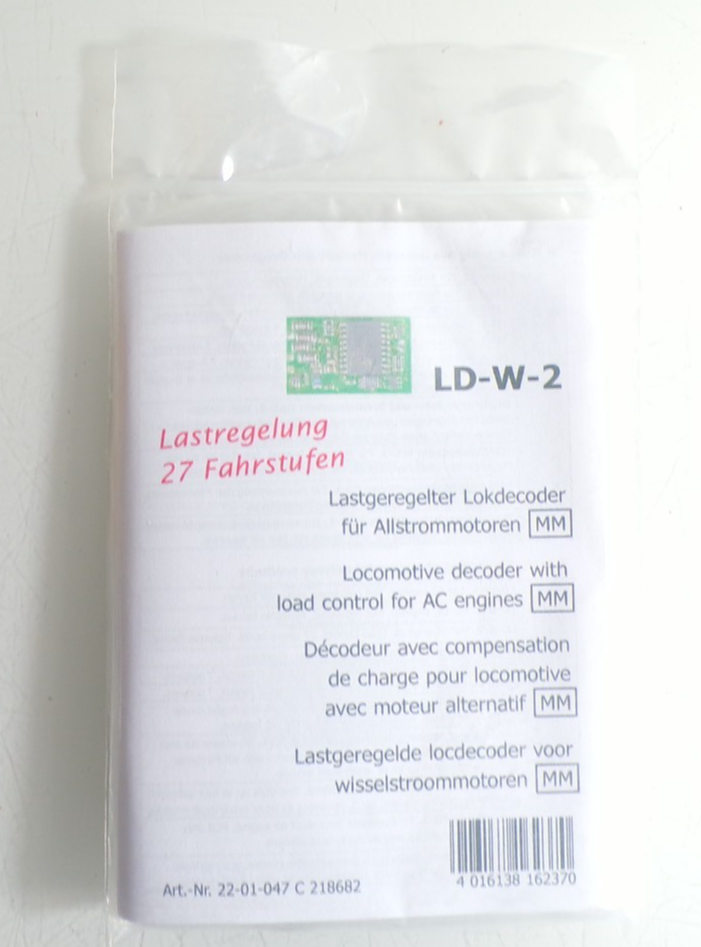 LD-W-2
Lastregelung
27 Fahrstufen
Lastgeregelter Lokdecoder
für Allstrommotoren MM
Locomotive decoder with
load control for AC engines MM
Décodeur avec compensation
de charge pour locomotive
avec moteur alternatif MM
Lastgeregelde locdecoder voor
wisselstroommotoren MM
4 016138 162370
Art.-Nr. 22-01-047 C 218682